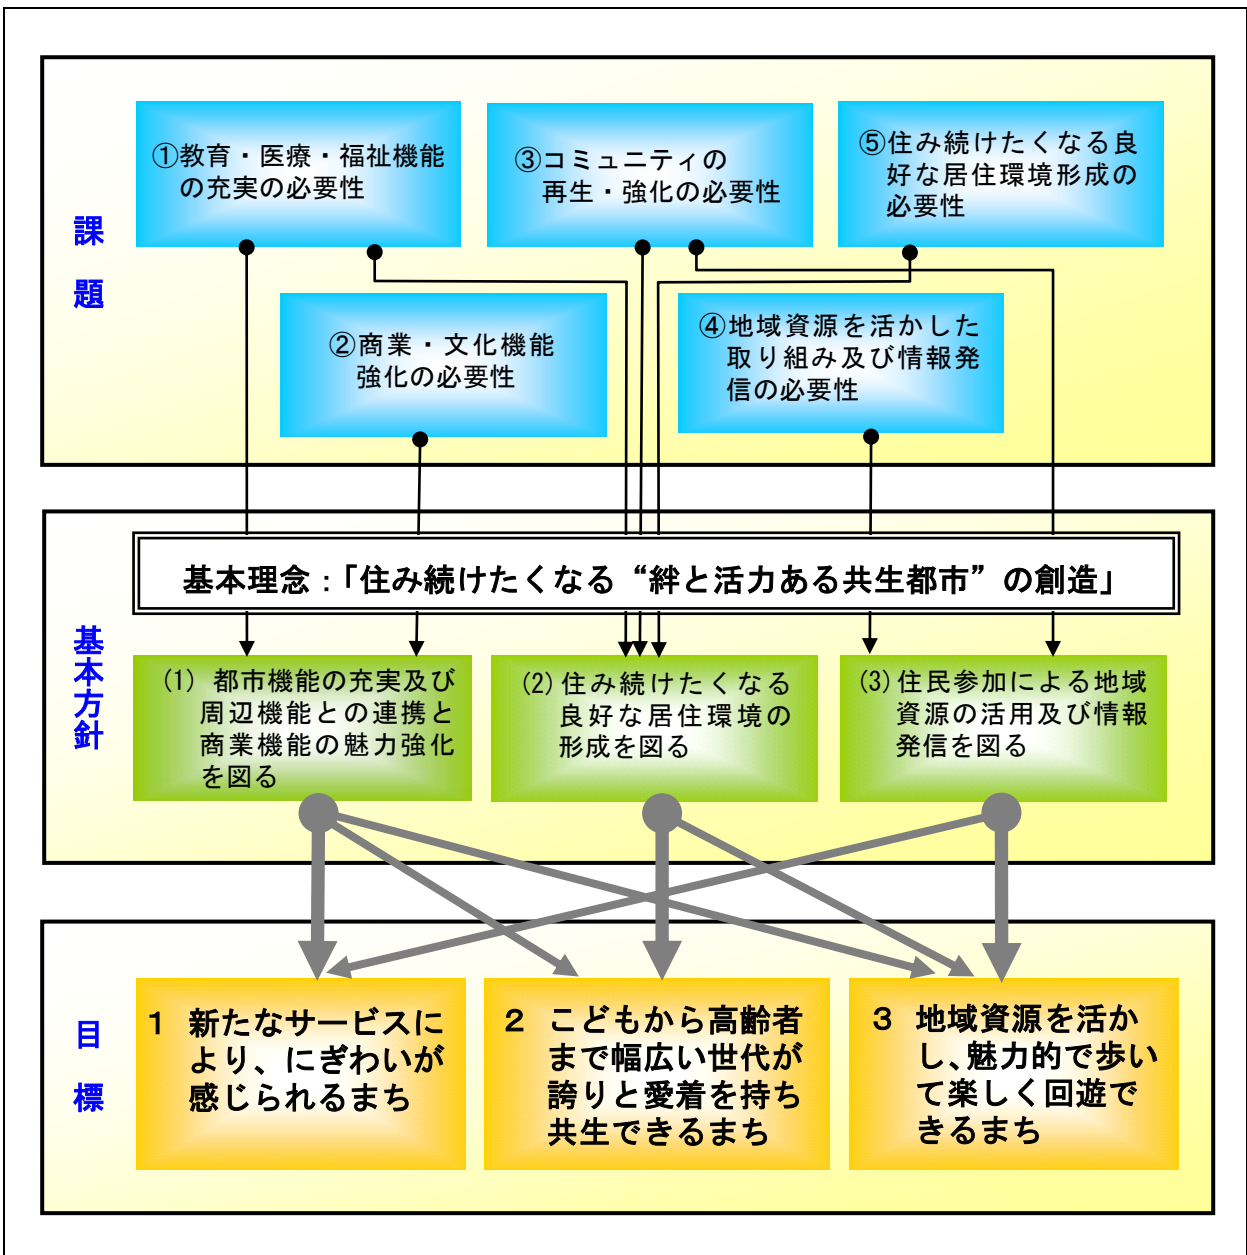 課題
①教育・医療・福祉機能
の充実の必要性
③コミュニティの
再生・強化の必要性
⑤住み続けたくなる良
好な居住環境形成の
必要性
②商業・文化機能
強化の必要性
④地域資源を活かした
取り組み及び情報発
信の必要性
基本方針
基本理念：「住み続けたくなる“絆と活力ある共生都市”の創造」
(1) 都市機能の充実及び
周辺機能との連携と
商業機能の魅力強化
を図る
(2) 住み続けたくなる
良好な居住環境の
形成を図る
(3) 住民参加による地域
資源の活用及び情報
発信を図る
目標
1 新たなサービスに
より、にぎわいが
感じられるまち
2 こどもから高齢者
まで幅広い世代が
誇りと愛着を持ち
共生できるまち
3 地域資源を活か
し、魅力的で歩い
て楽しく回遊で
きるまち